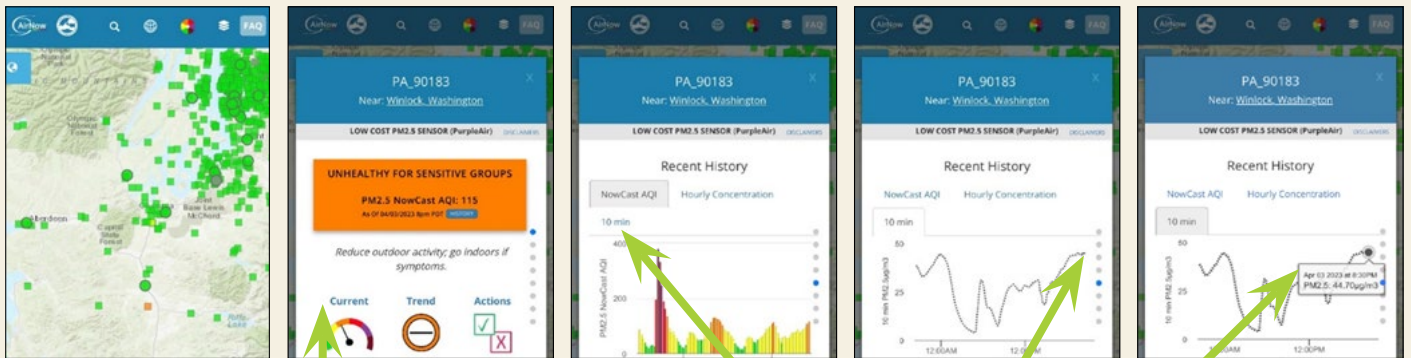 AirNow
FAQ
Olympic
National
Forest
Aberdeen
Capitol
State
Forest
Joint
Base Lewis
McChord
Riffe
Lake
AirNow
FAQ
PA_90183
X
Near: Winlock, Washington
LOW COST PM2.5 SENSOR (PurpleAir) DISCLAIMERS
UNHEALTHY FOR SENSITIVE GROUPS
PM2.5 NowCast AQI: 115
As Of 04/03/2023 8pm PDT HISTORY
Reduce outdoor activity; go indoors if
symptoms.
Current Trend Actions
AirNow
FAQ
PA_90183
X
Near: Winlock, Washington
LOW COST PM2.5 SENSOR (PurpleAir) DISCLAIMERS
Recent History
NowCast AQI Hourly Concentration
10 min
400
200
0
PM2.5 NowCast AQI
AirNow
FAQ
PA_90183
X
Near: Winlock, Washington
LOW COST PM2.5 SENSOR (PurpleAir) DISCLAIMERS
Recent History
NowCast AQI Hourly Concentration
10 min
50
25
0
10 min PM2.5µg/m3
12:00AM 12:00PM
AirNow
FAQ
PA_90183
X
Near: Winlock, Washington
LOW COST PM2.5 SENSOR (PurpleAir) DISCLAIMERS
Recent History
NowCast AQI Hourly Concentration
10 min
50
25
0
10 min PM2.5µg/m3
Apr 03 2023 at 8:30PM
PM2.5: 44.70µg/m3
12:00PM